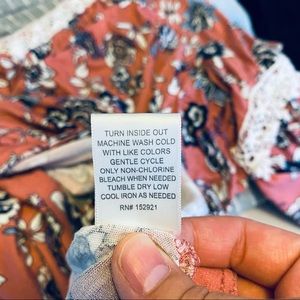 TURN INSIDE OUT
MACHINE WASH COLD
WITH LIKE COLORS
GENTLE CYCLE
ONLY NON-CHLORINE
BLEACH WHEN NEEDED
TUMBLE DRY LOW
COOL IRON AS NEEDED
RN# 152921